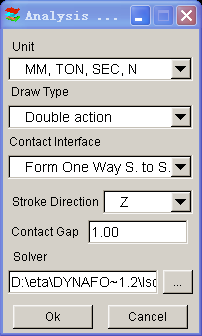 Analysis ...
Unit
MM, TON, SEC, N
Draw Type
Double action
Contact Interface
Form One Way S. to S.
Stroke Direction Z
Contact Gap 1.00
Solver
D:\eta\DYNAFO~1.2\lsd ...
Ok Cancel